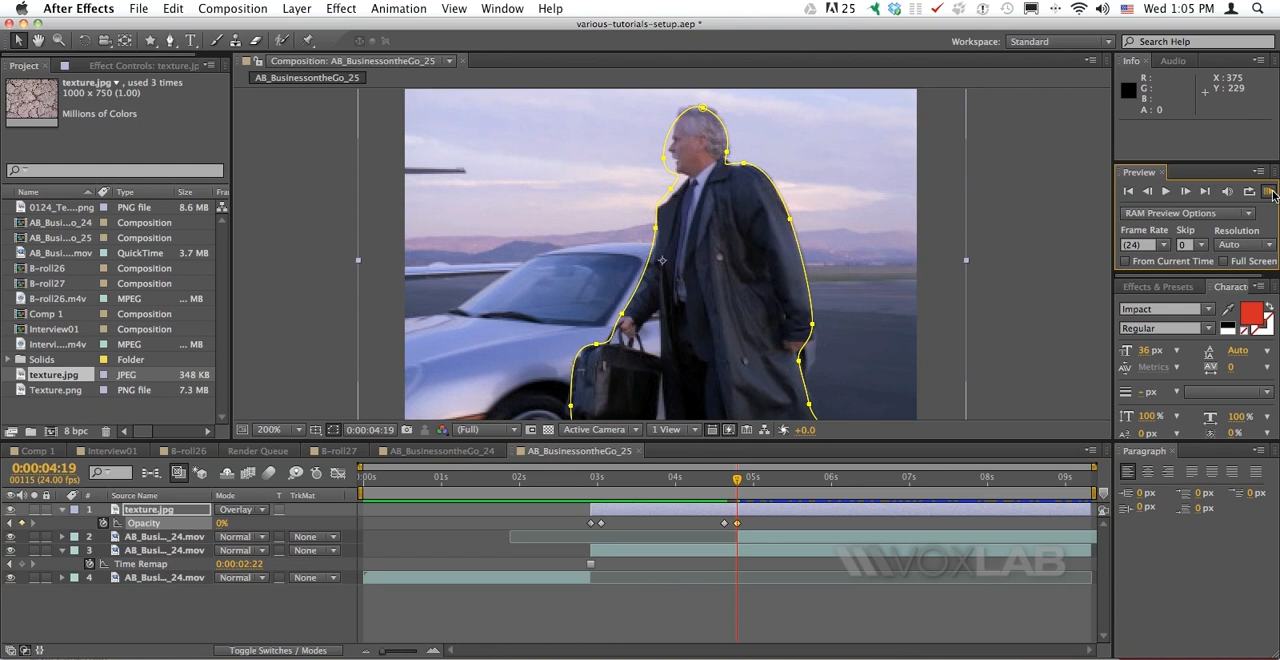 After Effects File Edit Composition Layer Effect Animation View Window Help 25 Wed 1:05 PM
various-tutorials-setup.aep *
Workspace: Standard Search Help
Project Effect Controls: texture.jp
Composition: AB_BusinessontheGo_25
Info Audio
AB_BusinessontheGo_25
texture.jpg ▾, used 3 times
1000 x 750 (1.00)
Millions of Colors
R :
G :
B :
A : 0
X : 375
Y : 229
Preview
RAM Preview Options
Frame Rate Skip Resolution
(24) 0 Auto
From Current Time Full Screen
Name Type Size Fra
0124_Te....png PNG file 8.6 MB
AB_Busi...o_24 Composition
AB_Busi...o_25 Composition
AB_Bu....mov QuickTime 3.7 MB
B-roll26 Composition
B-roll27 Composition
B-roll26.m4v MPEG ... MB
Comp 1 Composition
Interview01 Composition
Intervi....m4v MPEG ... MB
Solids Folder
texture.jpg JPEG 348 KB
Texture.png PNG file 7.3 MB
8 bpc
Effects & Presets Charact
Impact
Regular
36 px Auto
Metrics 0
- px
100% 100%
0 px 0%
200% 0:00:04:19 (Full) Active Camera 1 View +0.0
Comp 1 Interview01 B-roll26 Render Queue B-roll27 AB_BusinessontheGo_24 AB_BusinessontheGo_25
Paragraph
0 px 0 px 0 px
0 px 0 px
0:00:04:19
00115 (24.00 fps)
:00s 01s 02s 03s 04s 05s 06s 07s 08s 09s
# Source Name Mode T TrkMat
1 texture.jpg Overlay
Opacity 0%
2 AB_Busi..._24.mov Normal None
3 AB_Busi..._24.mov Normal None
Time Remap 0:00:02:22
4 AB_Busi..._24.mov Normal None
VOXLAB
Toggle Switches / Modes